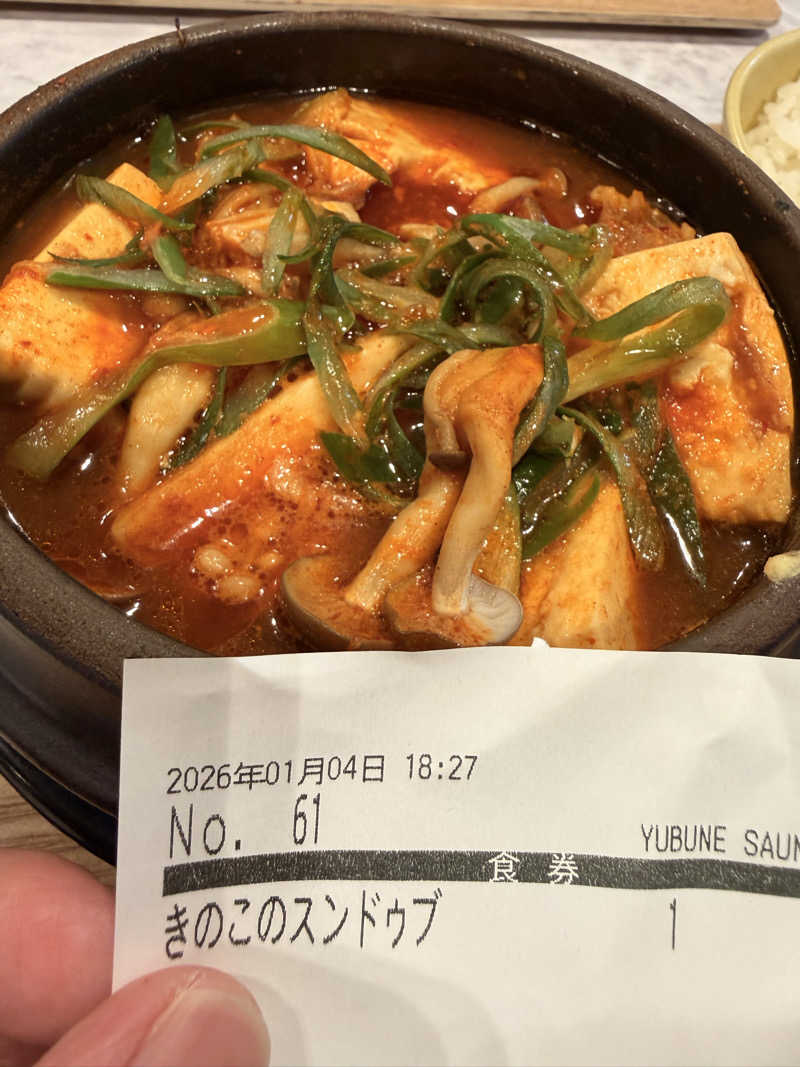 2026年01月04日 18:27
No. 61
YUBUNE SAUN
食券
きのこのスンドゥブ 1